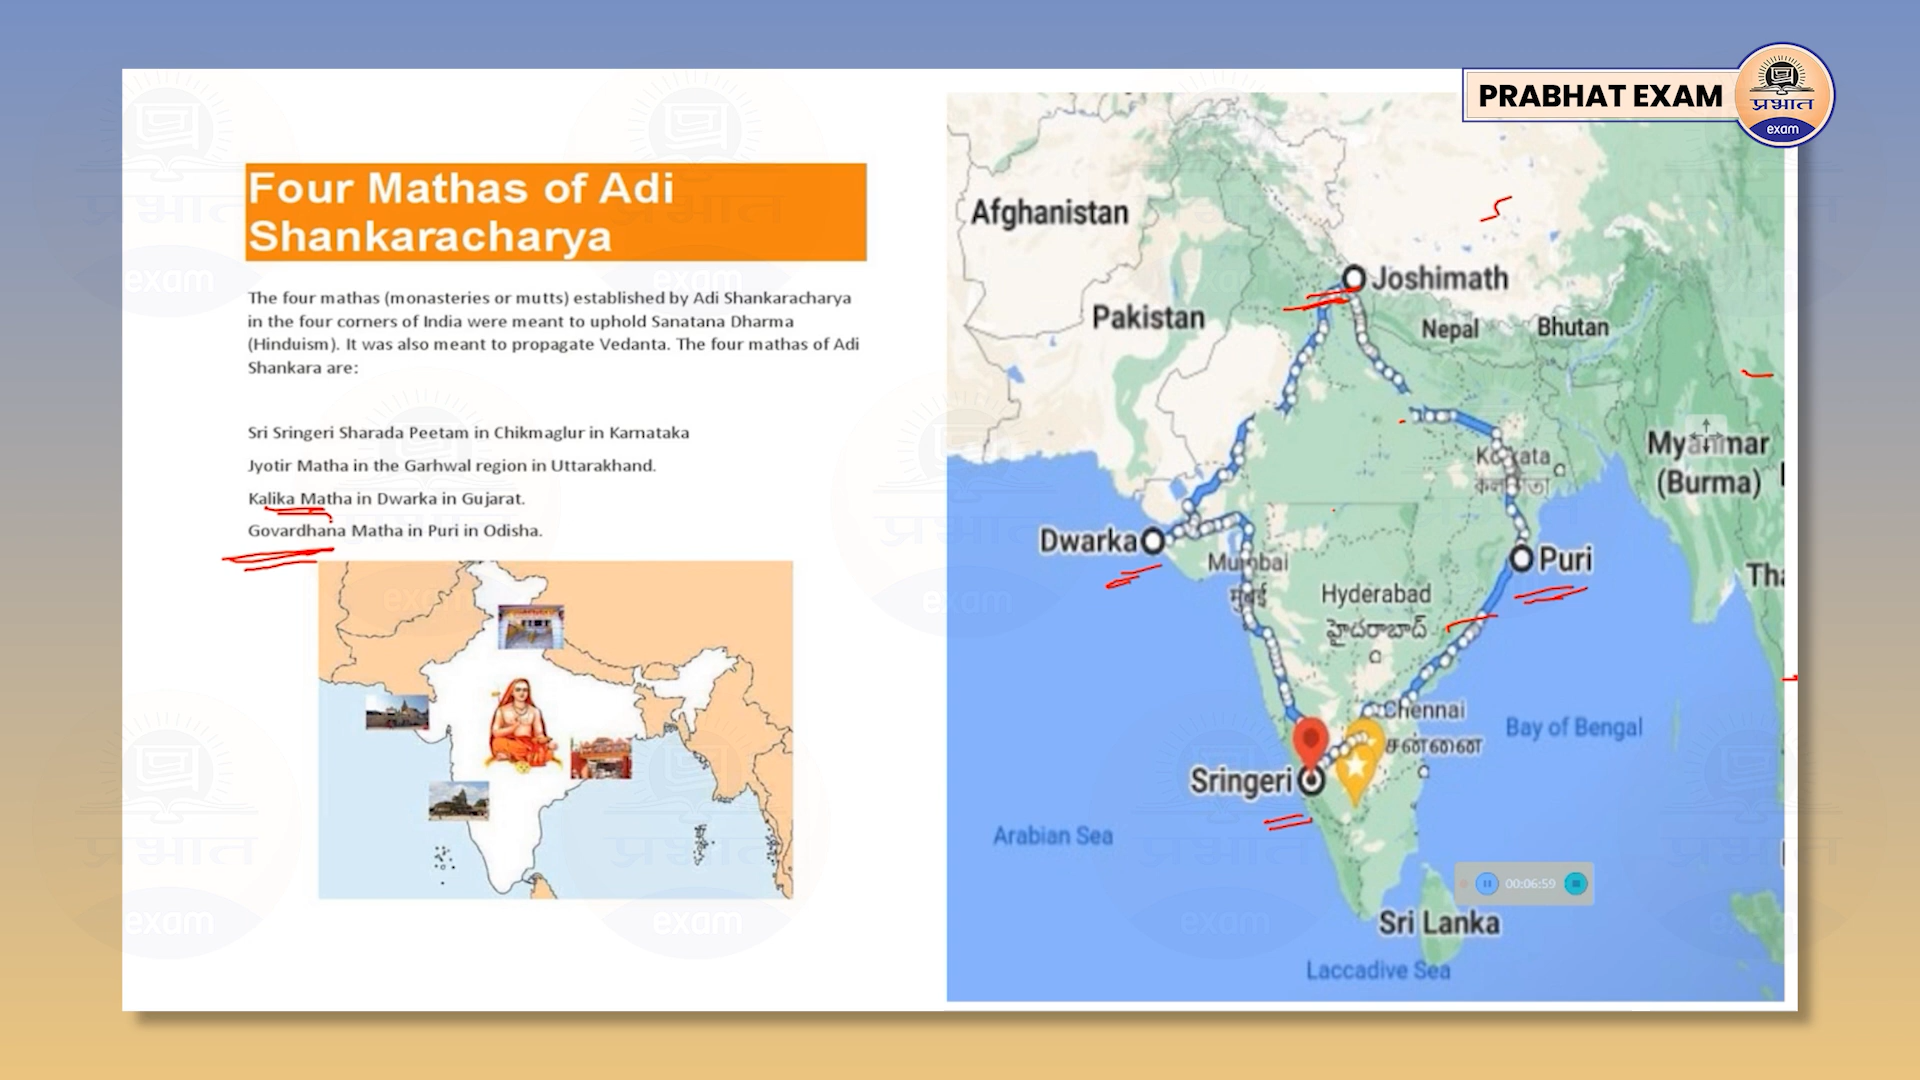 PRABHAT EXAM
प्रभात
exam
Four Mathas of Adi
Shankaracharya
The four mathas (monasteries or mutts) established by Adi Shankaracharya
in the four corners of India were meant to uphold Sanatana Dharma
(Hinduism). It was also meant to propagate Vedanta. The four mathas of Adi
Shankara are:
Sri Sringeri Sharada Peetam in Chikmaglur in Karnataka
Jyotir Matha in the Garhwal region in Uttarakhand.
Kalika Matha in Dwarka in Gujarat.
Govardhana Matha in Puri in Odisha.
Afghanistan
Joshimath
Pakistan
Nepal
Bhutan
Myanmar
(Burma)
Kolkata
Dwarka
Mumbai
मुंबई
Puri
Hyderabad
హైదరాబాద్
Chennai
சென்னை
Bay of Bengal
Sringeri
Arabian Sea
00:06:59
Sri Lanka
Laccadive Sea